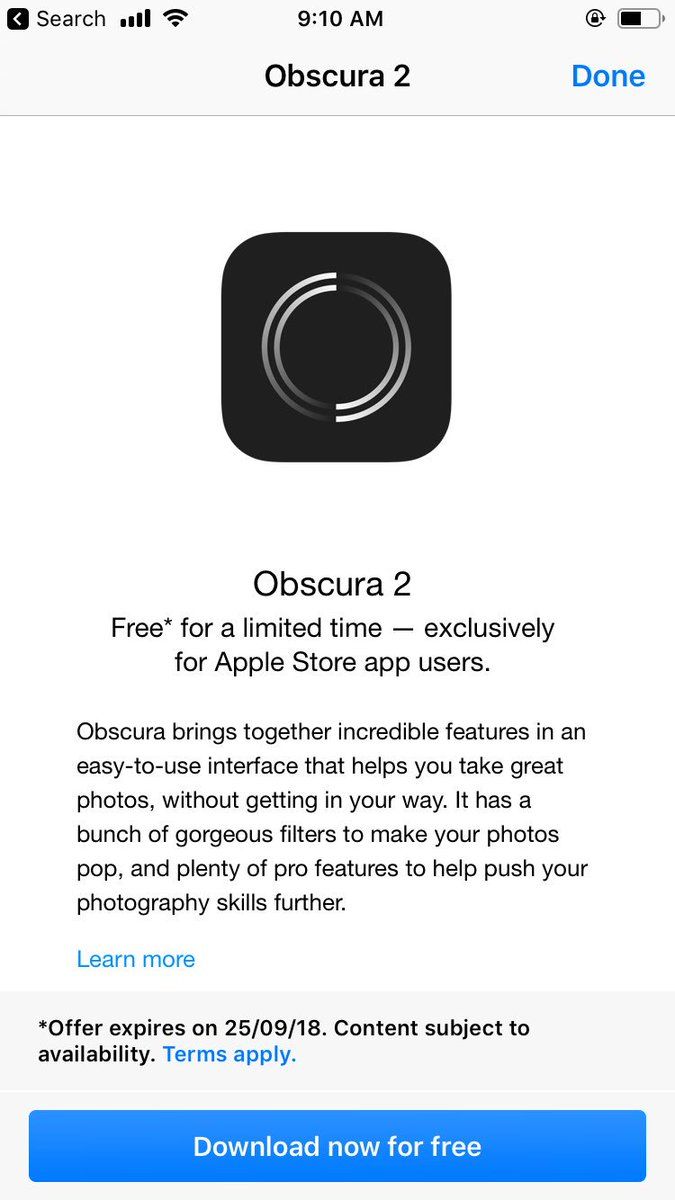 Search 9:10 AM
Obscura 2 Done
Obscura 2
Free* for a limited time — exclusively
for Apple Store app users.
Obscura brings together incredible features in an
easy-to-use interface that helps you take great
photos, without getting in your way. It has a
bunch of gorgeous filters to make your photos
pop, and plenty of pro features to help push your
photography skills further.
Learn more
*Offer expires on 25/09/18. Content subject to
availability. Terms apply.
Download now for free